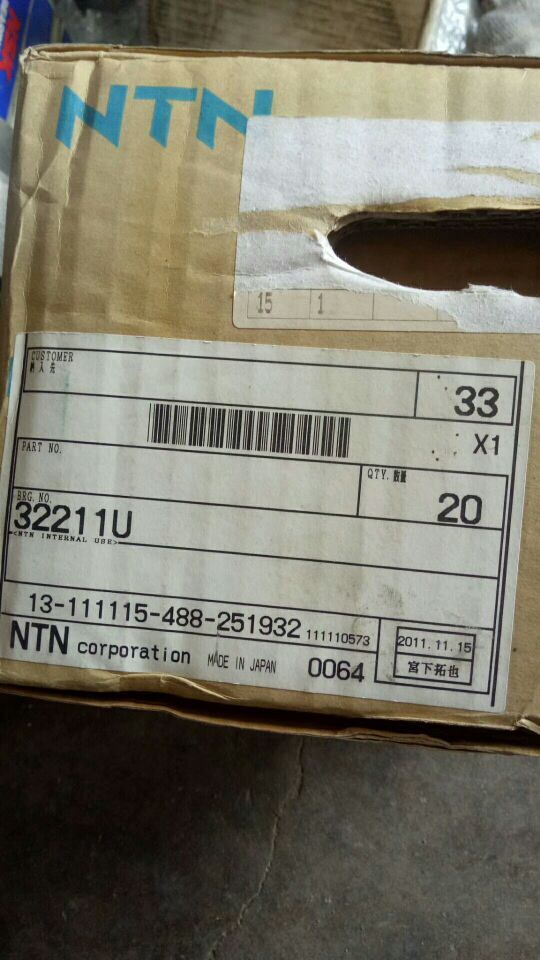 NTN
15 1
CUSTOMER
納入先
33
X1
PART NO.
QTY. 数量
20
BRG. NO.
32211U
<NTN INTERNAL USE>
13-111115-488-251932 111110573
NTN corporation MADE IN JAPAN 0064
2011.11.15
宮下拓也